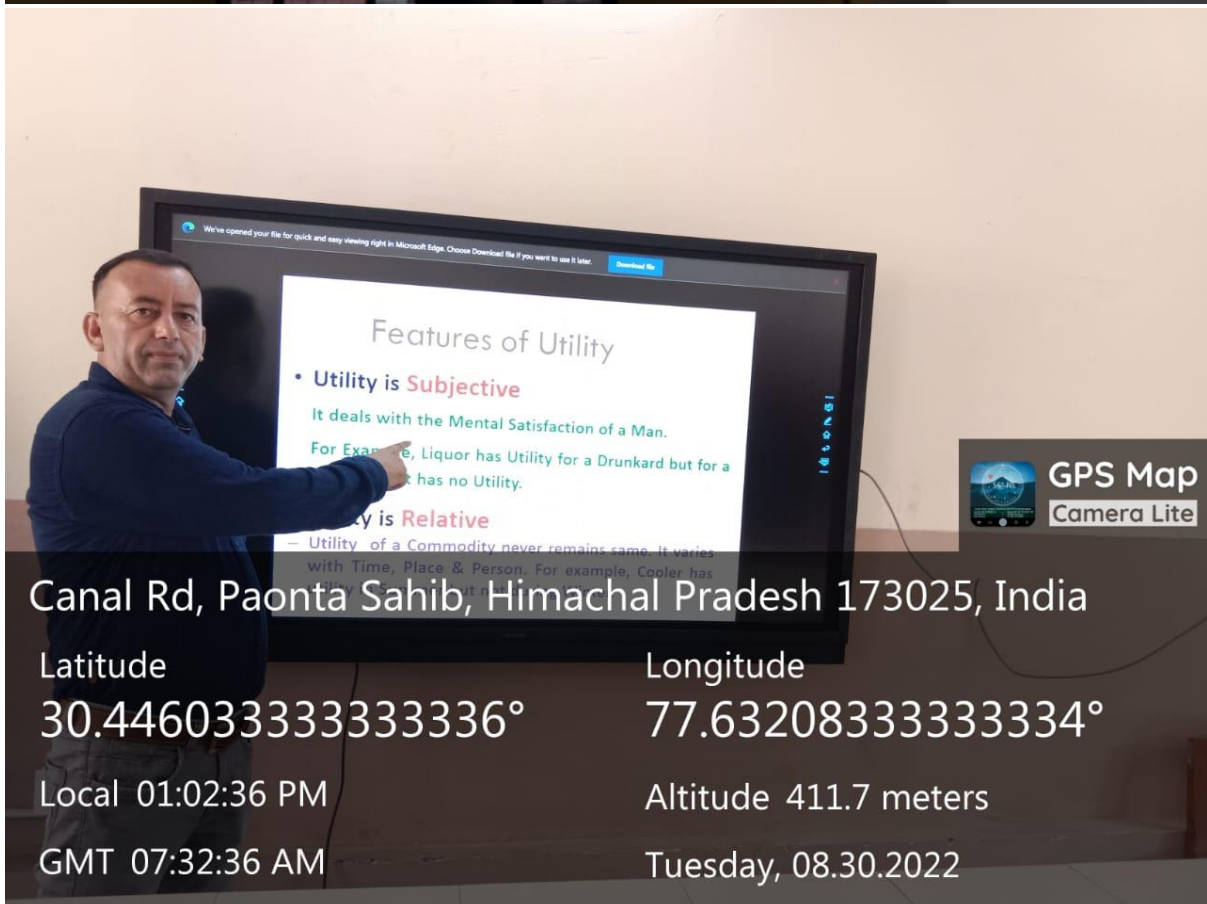 We've opened your file for quick and easy viewing right in Microsoft Edge. Choose Download file if you want to use it later. Download file
Features of Utility
• Utility is Subjective
It deals with the Mental Satisfaction of a Man.
For Example, Liquor has Utility for a Drunkard but for a
has no Utility.
is Relative
– Utility of a Commodity never remains same. It varies
with Time, Place & Person. For example, Cooler has
GPS Map
Camera Lite
Canal Rd, Paonta Sahib, Himachal Pradesh 173025, India
Latitude
30.446033333333336°
Longitude
77.63208333333334°
Local 01:02:36 PM
Altitude 411.7 meters
GMT 07:32:36 AM
Tuesday, 08.30.2022